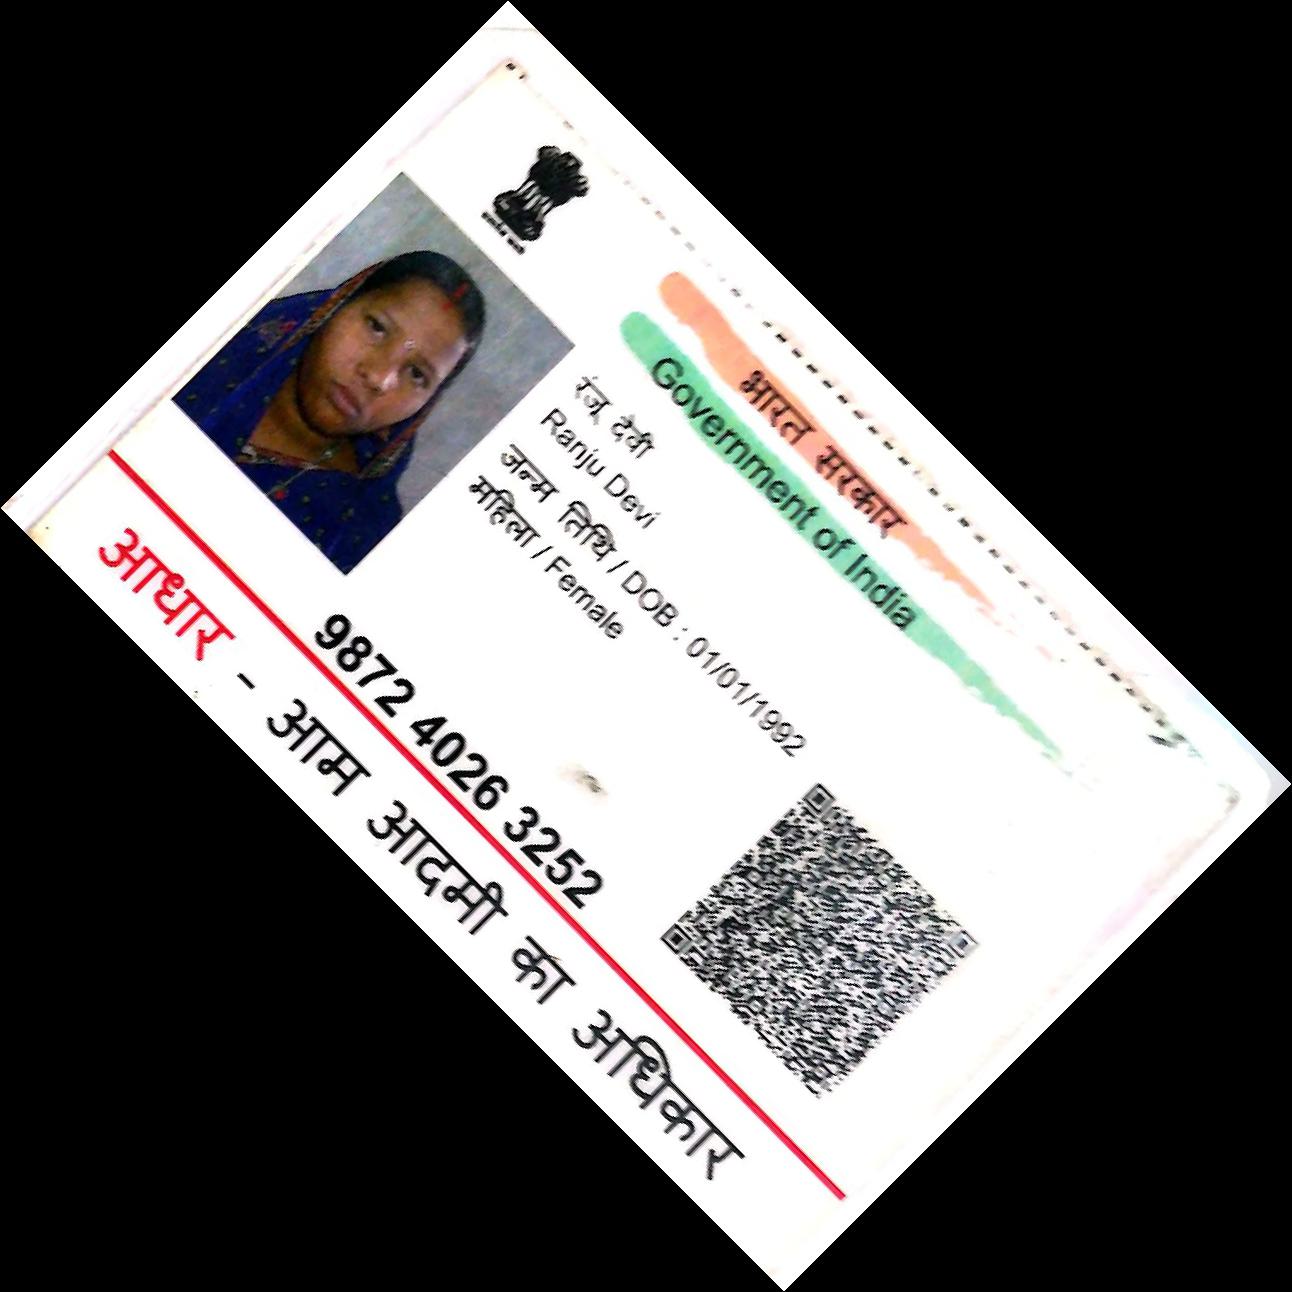 भारत सरकार
Government of India
रंजू देवी
Ranju Devi
जन्म तिथि / DOB : 01/01/1992
महिला / Female
9872 4026 3252
आधार - आम आदमी का अधिकार